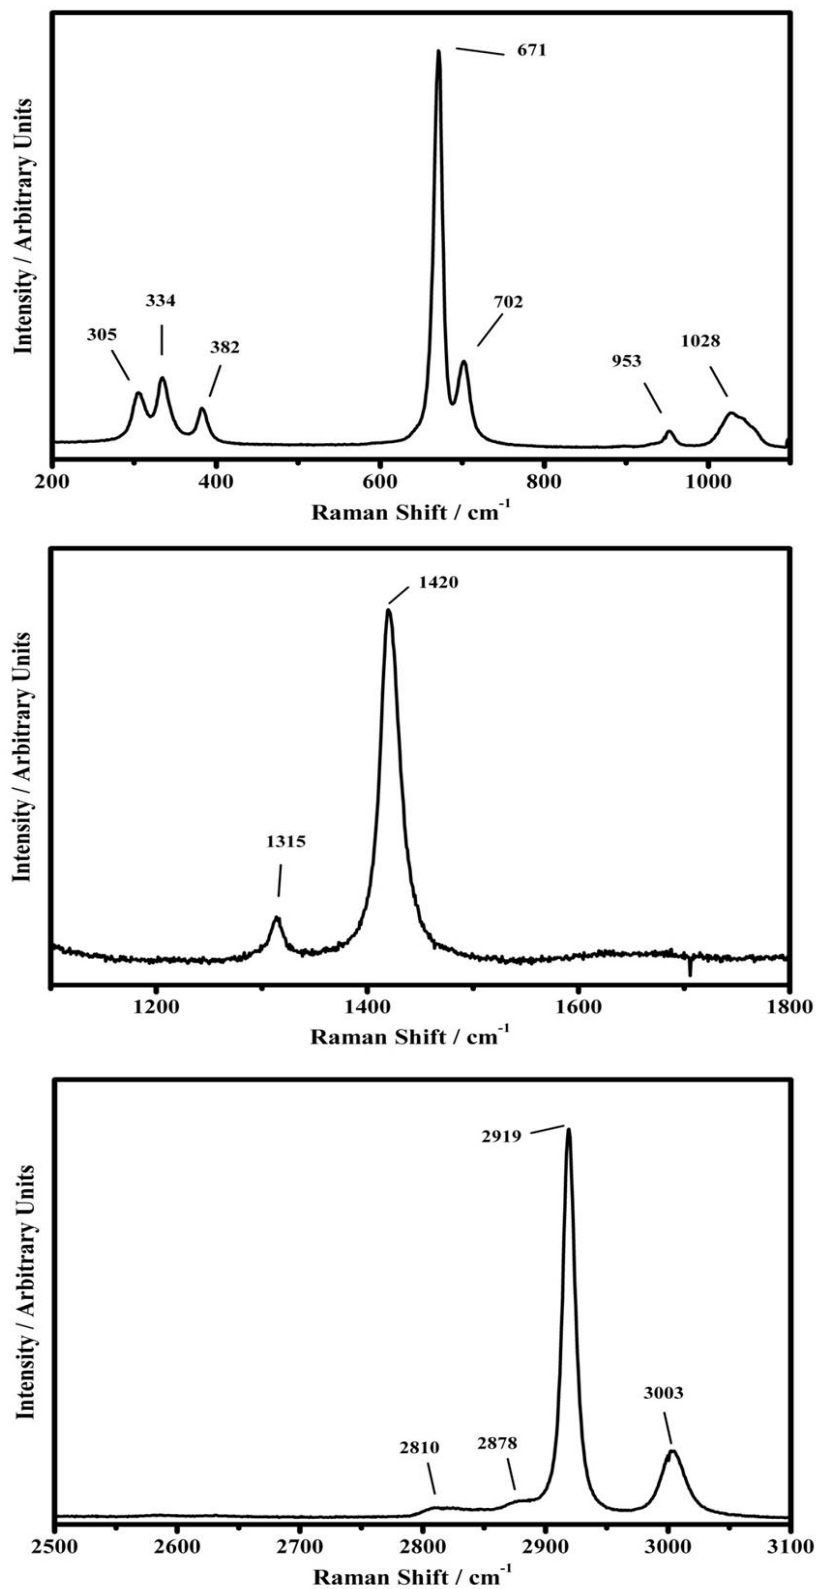 671
702
334
305
382
953
1028
Intensity / Arbitrary Units
200 400 600 800 1000
Raman Shift / cm-1
1420
1315
Intensity / Arbitrary Units
1200 1400 1600 1800
Raman Shift / cm-1
2919
3003
2810
2878
Intensity / Arbitrary Units
2500 2600 2700 2800 2900 3000 3100
Raman Shift / cm-1